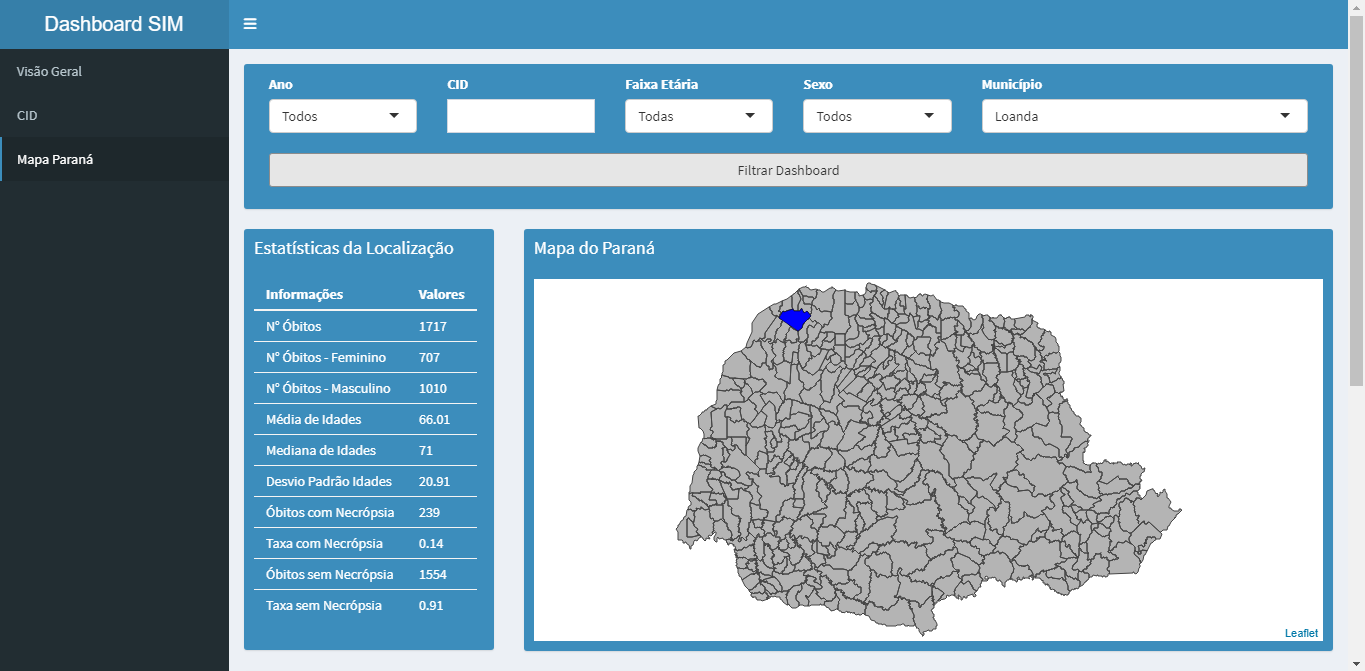 Dashboard SIM
Visão Geral
CID
Mapa Paraná
Ano
CID
Faixa Etária
Sexo
Município
Todos
Todas
Todos
Loanda
Filtrar Dashboard
Estatísticas da Localização
Informações Valores
Nº Óbitos 1717
Nº Óbitos - Feminino 707
Nº Óbitos - Masculino 1010
Média de Idades 66.01
Mediana de Idades 71
Desvio Padrão Idades 20.91
Óbitos com Necrópsia 239
Taxa com Necrópsia 0.14
Óbitos sem Necrópsia 1554
Taxa sem Necrópsia 0.91
Mapa do Paraná
Leaflet